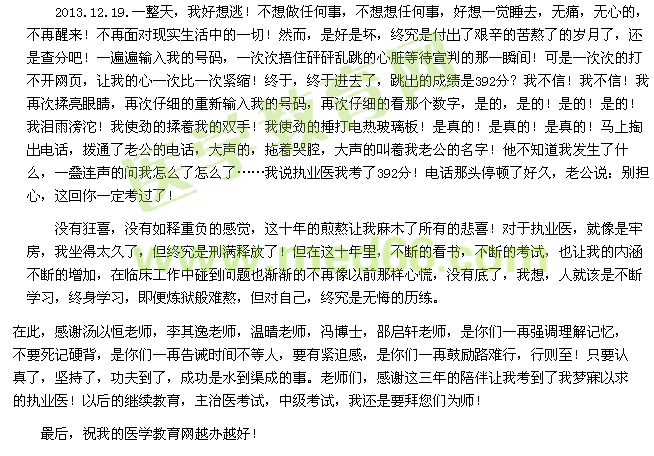 2013.12.19.一整天，我好想逃！不想做任何事，不想想任何事，好想一觉睡去，无痛，无心的，
不再醒来！不再面对现实生活中的一切！然而，是好是坏，终究是付出了艰辛的苦熬了的岁月了，还
是查分吧！一遍遍输入我的号码，一次次捂住砰砰乱跳的心脏等待宣判的那一瞬间！可是一次次的打
不开网页，让我的心一次比一次紧缩！终于，终于进去了，跳出的成绩是392分？我不信！我不信！我
再次揉亮眼睛，再次仔细的重新输入我的号码，再次仔细的看那个数字，是的，是的！是的！是的！
我泪雨滂沱！我使劲的揉着我的双手！我使劲的捶打电热玻璃板！是真的！是真的！是真的！马上掏
出电话，拨通了老公的电话，大声的，拖着哭腔，大声的叫着我老公的名字！他不知道我发生了什
么，一叠连声的问我怎么了怎么了……我说执业医我考了392分！电话那头停顿了好久，老公说：别担
心，这回你一定考过了！
没有狂喜，没有如释重负的感觉，这十年的煎熬让我麻木了所有的悲喜！对于执业医，就像是牢
房，我坐得太久了，但终究是刑满释放了！但在这十年里，不断的看书，不断的考试，也让我的内涵
不断的增加，在临床工作中碰到问题也渐渐的不再像以前那样心慌，没有底了，我想，人就该是不断
学习，终身学习，即便炼狱般难熬，但对自己，终究是无悔的历练。
在此，感谢汤以恒老师，李其逸老师，温晴老师，冯博士，邵启轩老师，是你们一再强调理解记忆，
不要死记硬背，是你们一再告诫时间不等人，要有紧迫感，是你们一再鼓励路难行，行则至！只要认
真了，坚持了，功夫到了，成功是水到渠成的事。老师们，感谢这三年的陪伴让我考到了我梦寐以求
的执业医！以后的继续教育，主治医考试，中级考试，我还是要拜您们为师！
最后，祝我的医学教育网越办越好！
医学教育网
www.med66.com